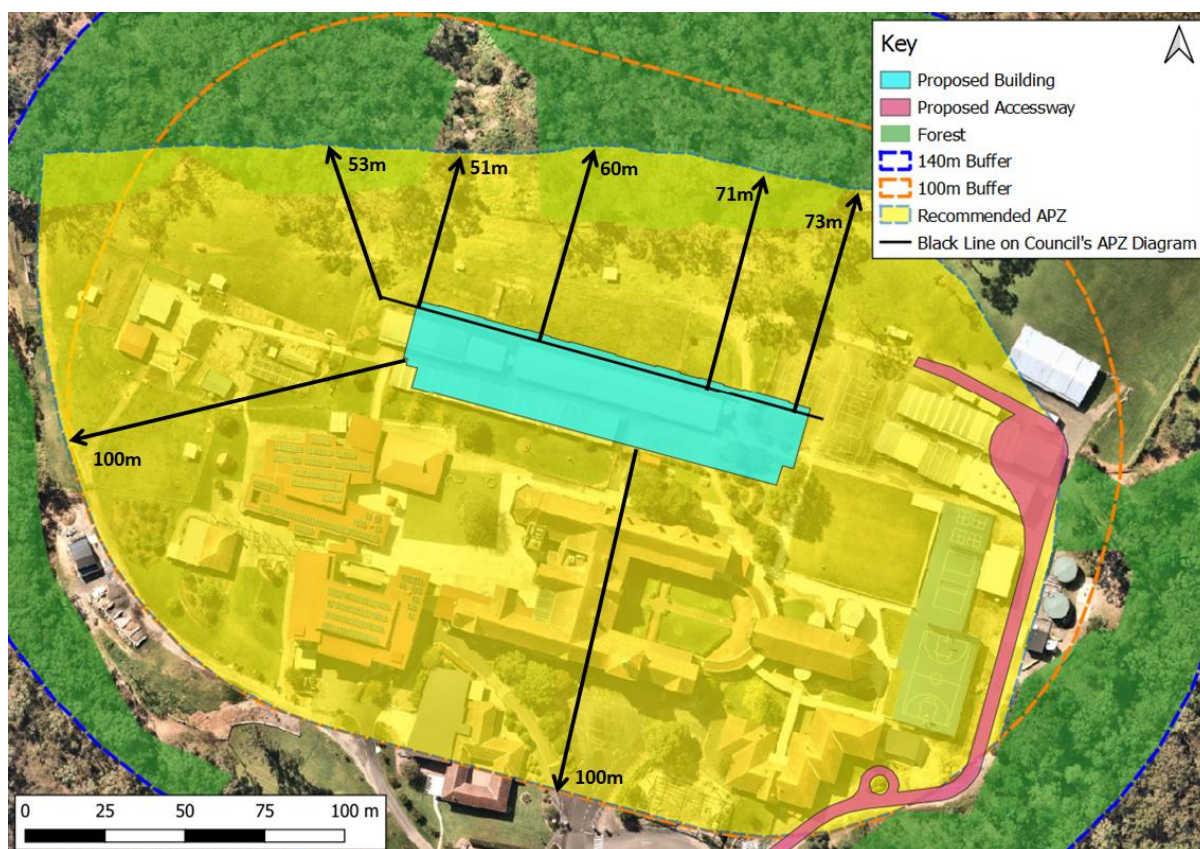 Key
Proposed Building
Proposed Accessway
Forest
140m Buffer
100m Buffer
Recommended APZ
Black Line on Council's APZ Diagram
53m
51m
60m
71m
73m
100m
100m
0 25 50 75 100 m